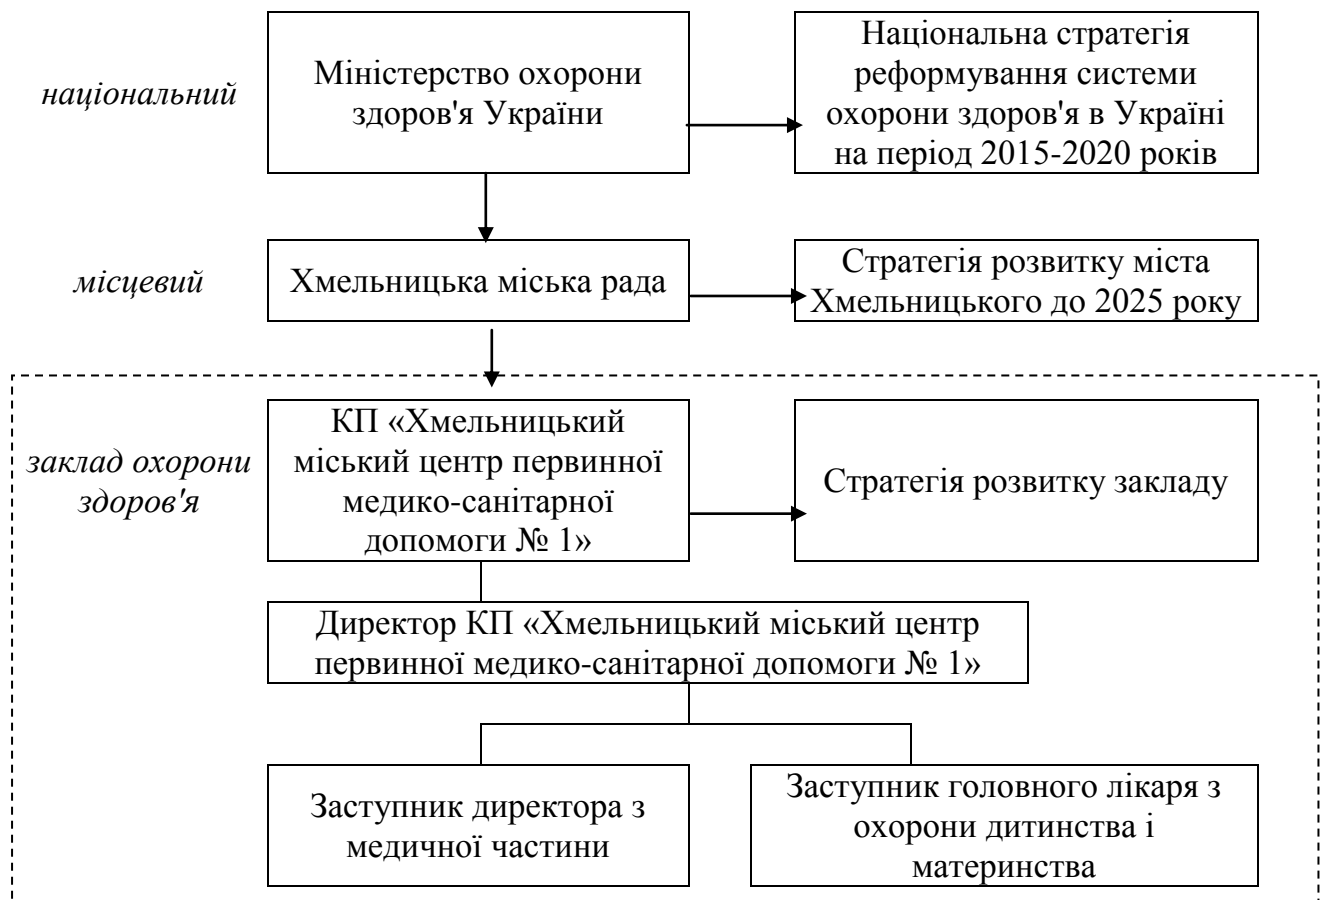 національний
Міністерство охорони
здоров'я України
Національна стратегія
реформування системи
охорони здоров'я в Україні
на період 2015-2020 років
місцевий
Хмельницька міська рада
Стратегія розвитку міста
Хмельницького до 2025 року
заклад охорони
здоров'я
КП «Хмельницький
міський центр первинної
медико-санітарної
допомоги № 1»
Стратегія розвитку закладу
Директор КП «Хмельницький міський центр
первинної медико-санітарної допомоги № 1»
Заступник директора з
медичної частини
Заступник головного лікаря з
охорони дитинства і
материнства